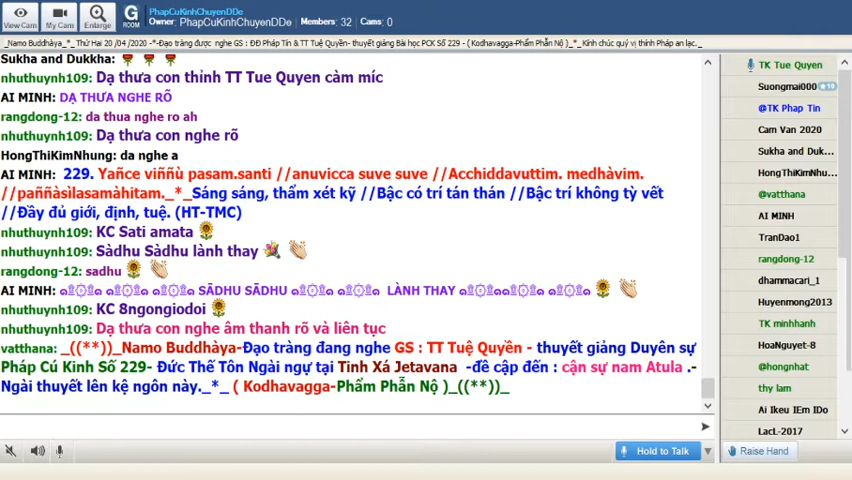 PhapCuKinhChuyenDDe
Owner: PhapCuKinhChuyenDDe Members: 32 Cams: 0
View Cam
My Cam
Enlarge
G
ROOM
_Namo Buddhàya_*_ Thứ Hai 20 /04 /2020 -*-Đạo tràng được nghe GS : ĐĐ Pháp Tín & TT Tuệ Quyền- thuyết giảng Bài học PCK Số 229 - ( Kodhavagga-Phẩm Phẫn Nộ )_*_ Kính chúc quý vị thính Pháp an lạc._
Sukha and Dukkha:
nhuthuynh109: Dạ thưa con thỉnh TT Tue Quyen càm míc
AI MINH: DẠ THƯA NGHE RÕ
rangdong-12: da thua nghe ro ah
nhuthuynh109: Dạ thưa con nghe rõ
HongThiKimNhung: da nghe a
AI MINH: 229. Yañce viññù pasam.santi //anuvicca suve suve //Acchiddavuttim. medhàvim.
//paññàsìlasamàhitam._*_Sáng sáng, thẩm xét kỹ //Bậc có trí tán thán //Bậc trí không tỳ vết
//Đầy đủ giới, định, tuệ. (HT-TMC)
nhuthuynh109: KC Sati amata
nhuthuynh109: Sàdhu Sàdhu lành thay
rangdong-12: sadhu
AI MINH: SĀDHU SĀDHU LÀNH THAY
nhuthuynh109: KC 8ngongiodoi
nhuthuynh109: Dạ thưa con nghe âm thanh rõ và liên tục
vatthana: _((**))_Namo Buddhàya-Đạo tràng đang nghe GS : TT Tuệ Quyền - thuyết giảng Duyên sự
Pháp Cú Kinh Số 229- Đức Thế Tôn Ngài ngự tại Tinh Xá Jetavana -đề cập đến : cận sự nam Atula .-
Ngài thuyết lên kệ ngôn này._*_ ( Kodhavagga-Phẩm Phẫn Nộ )_((**))_
TK Tue Quyen
Suongmai000 10
@TK Phap Tin
Cam Van 2020
Sukha and Duk...
HongThiKimNhu...
@vatthana
AI MINH
TranDao1
rangdong-12
dhammacari_1
Huyenmong2013
TK minhhanh
HoaNguyet-8
@hongnhat
thy lam
Ai Ikeu IEm IDo
LacL-2017
Hold to Talk
Raise Hand